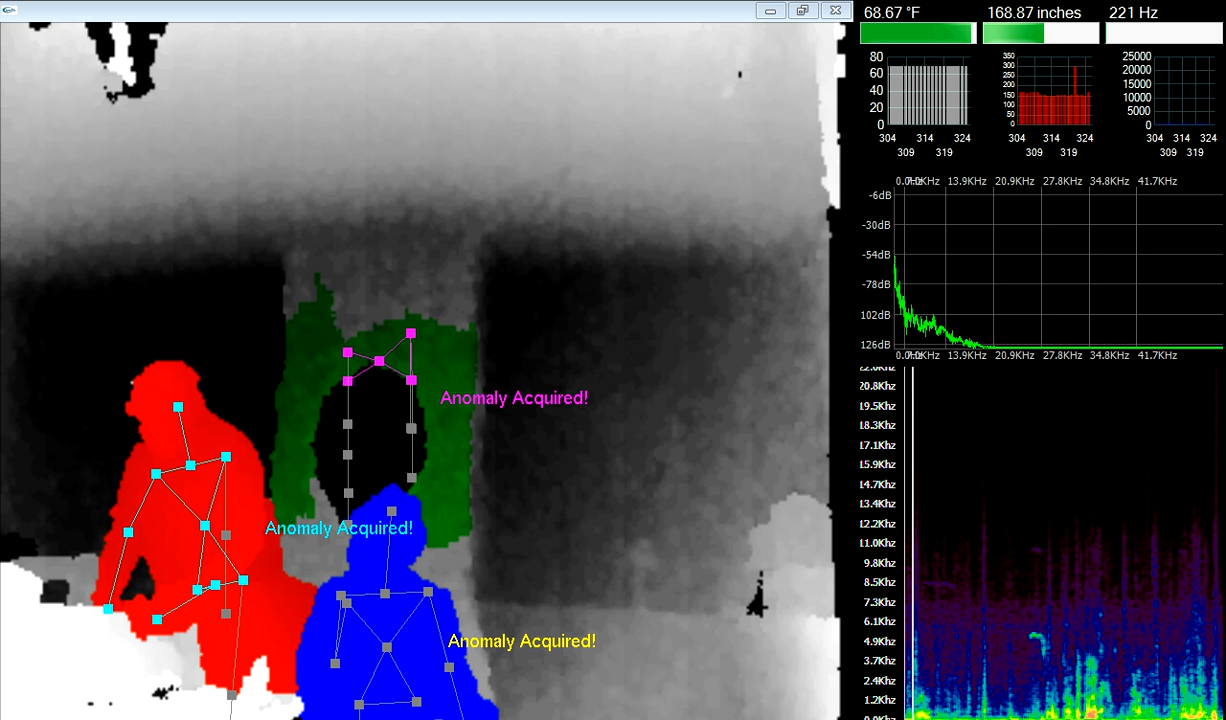 68.67 °F
168.87 inches
221 Hz
80
60
40
20
0
304 314 324
309 319
350
300
250
200
150
100
50
0
304 314 324
309 319
25000
20000
15000
10000
5000
0
304 314 324
309 319
13.9KHz 20.9KHz 27.8KHz 34.8KHz 41.7KHz
-6dB
-30dB
-54dB
-78dB
102dB
126dB
13.9KHz 20.9KHz 27.8KHz 34.8KHz 41.7KHz
20.8Khz
19.5Khz
18.3Khz
17.1Khz
15.9Khz
14.7Khz
13.4Khz
12.2Khz
11.0Khz
9.8Khz
8.5Khz
7.3Khz
6.1Khz
4.9Khz
3.7Khz
2.4Khz
1.2Khz
Anomaly Acquired!
Anomaly Acquired!
Anomaly Acquired!